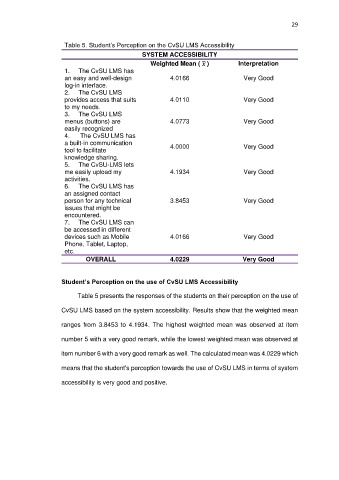 29
Table 5. Student's Perception on the CvSU LMS Accessibility
SYSTEM ACCESSIBILITY
Weighted Mean ( x̅ ) Interpretation
1. The CvSU LMS has
an easy and well-design 4.0166 Very Good
log-in interface.
2. The CvSU LMS
provides access that suits 4.0110 Very Good
to my needs.
3. The CvSU LMS
menus (buttons) are 4.0773 Very Good
easily recognized
4. The CvSU LMS has
a built-in communication
tool to facilitate 4.0000 Very Good
knowledge sharing.
5. The CvSU-LMS lets
me easily upload my 4.1934 Very Good
activities.
6. The CvSU LMS has
an assigned contact
person for any technical 3.8453 Very Good
issues that might be
encountered.
7. The CvSU LMS can
be accessed in different
devices such as Mobile 4.0166 Very Good
Phone, Tablet, Laptop,
etc.
OVERALL 4.0229 Very Good
Student's Perception on the use of CvSU LMS Accessibility
Table 5 presents the responses of the students on their perception on the use of
CvSU LMS based on the system accessibility. Results show that the weighted mean
ranges from 3.8453 to 4.1934. The highest weighted mean was observed at item
number 5 with a very good remark, while the lowest weighted mean was observed at
item number 6 with a very good remark as well. The calculated mean was 4.0229 which
means that the student's perception towards the use of CvSU LMS in terms of system
accessibility is very good and positive.